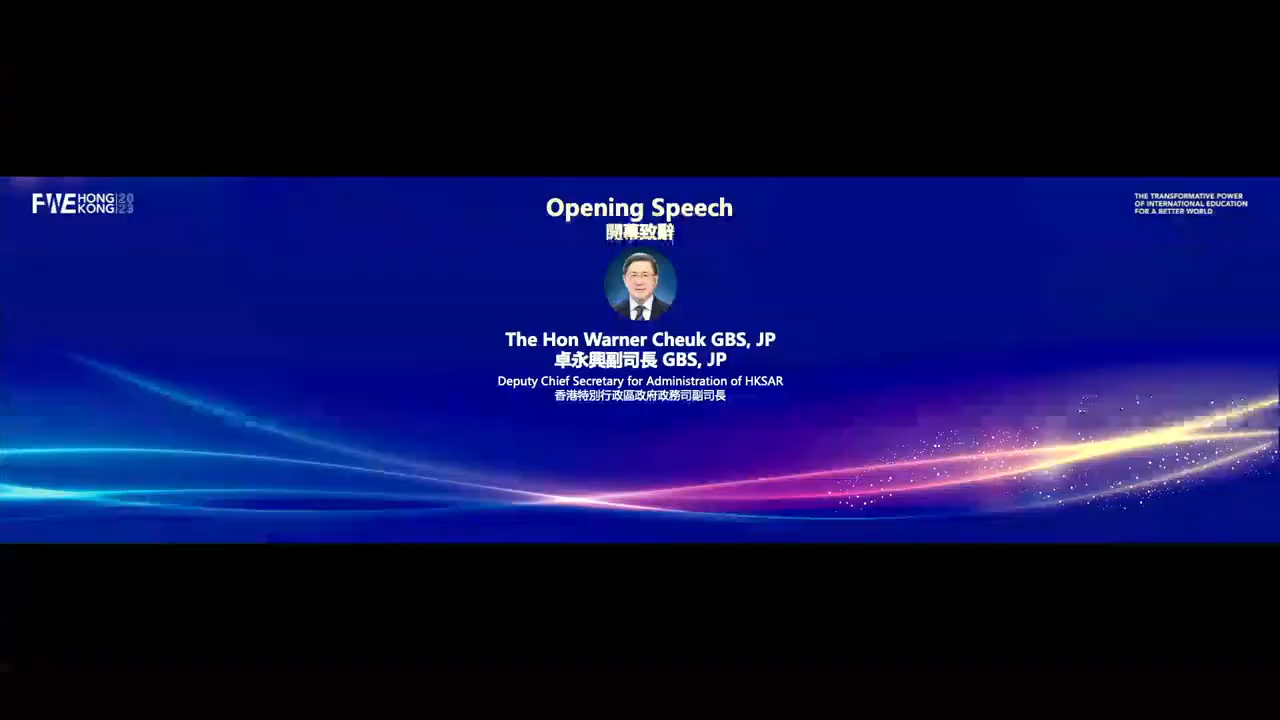 FWE HONG KONG 2023
Opening Speech
開幕致辭
The Hon Warner Cheuk GBS, JP
卓永興副司長 GBS, JP
Deputy Chief Secretary for Administration of HKSAR
香港特別行政區政府政務司副司長
THE TRANSFORMATIVE POWER
OF INTERNATIONAL EDUCATION
FOR A BETTER WORLD